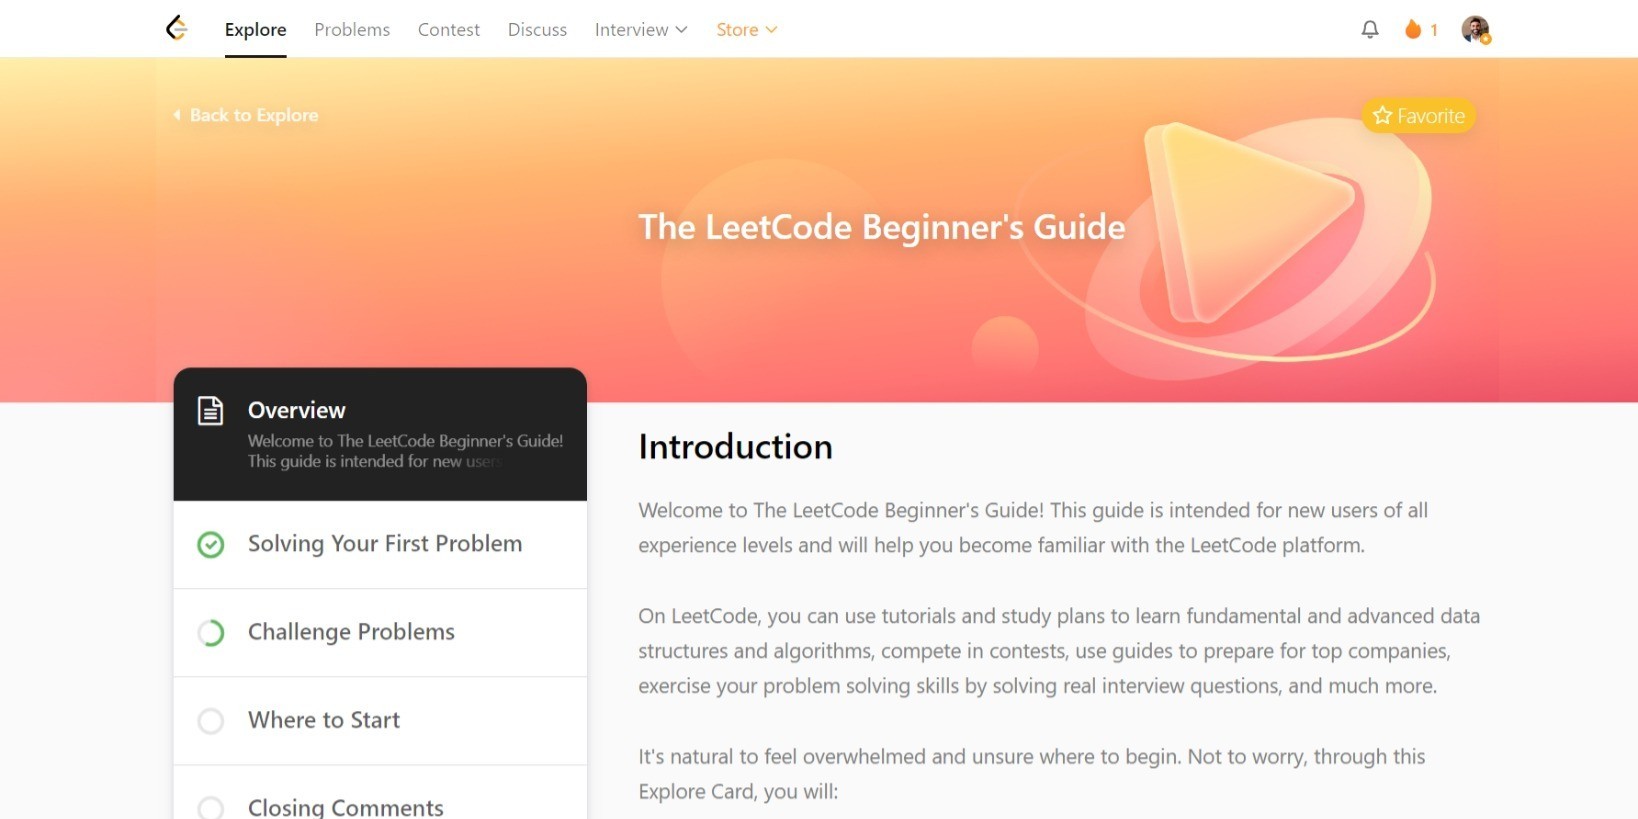 Explore Problems Contest Discuss Interview Store 1
Back to Explore
Favorite
The LeetCode Beginner's Guide
Overview
Welcome to The LeetCode Beginner's Guide!
This guide is intended for new users
Solving Your First Problem
Challenge Problems
Where to Start
Closing Comments
Introduction
Welcome to The LeetCode Beginner's Guide! This guide is intended for new users of all
experience levels and will help you become familiar with the LeetCode platform.
On LeetCode, you can use tutorials and study plans to learn fundamental and advanced data
structures and algorithms, compete in contests, use guides to prepare for top companies,
exercise your problem solving skills by solving real interview questions, and much more.
It's natural to feel overwhelmed and unsure where to begin. Not to worry, through this
Explore Card, you will: